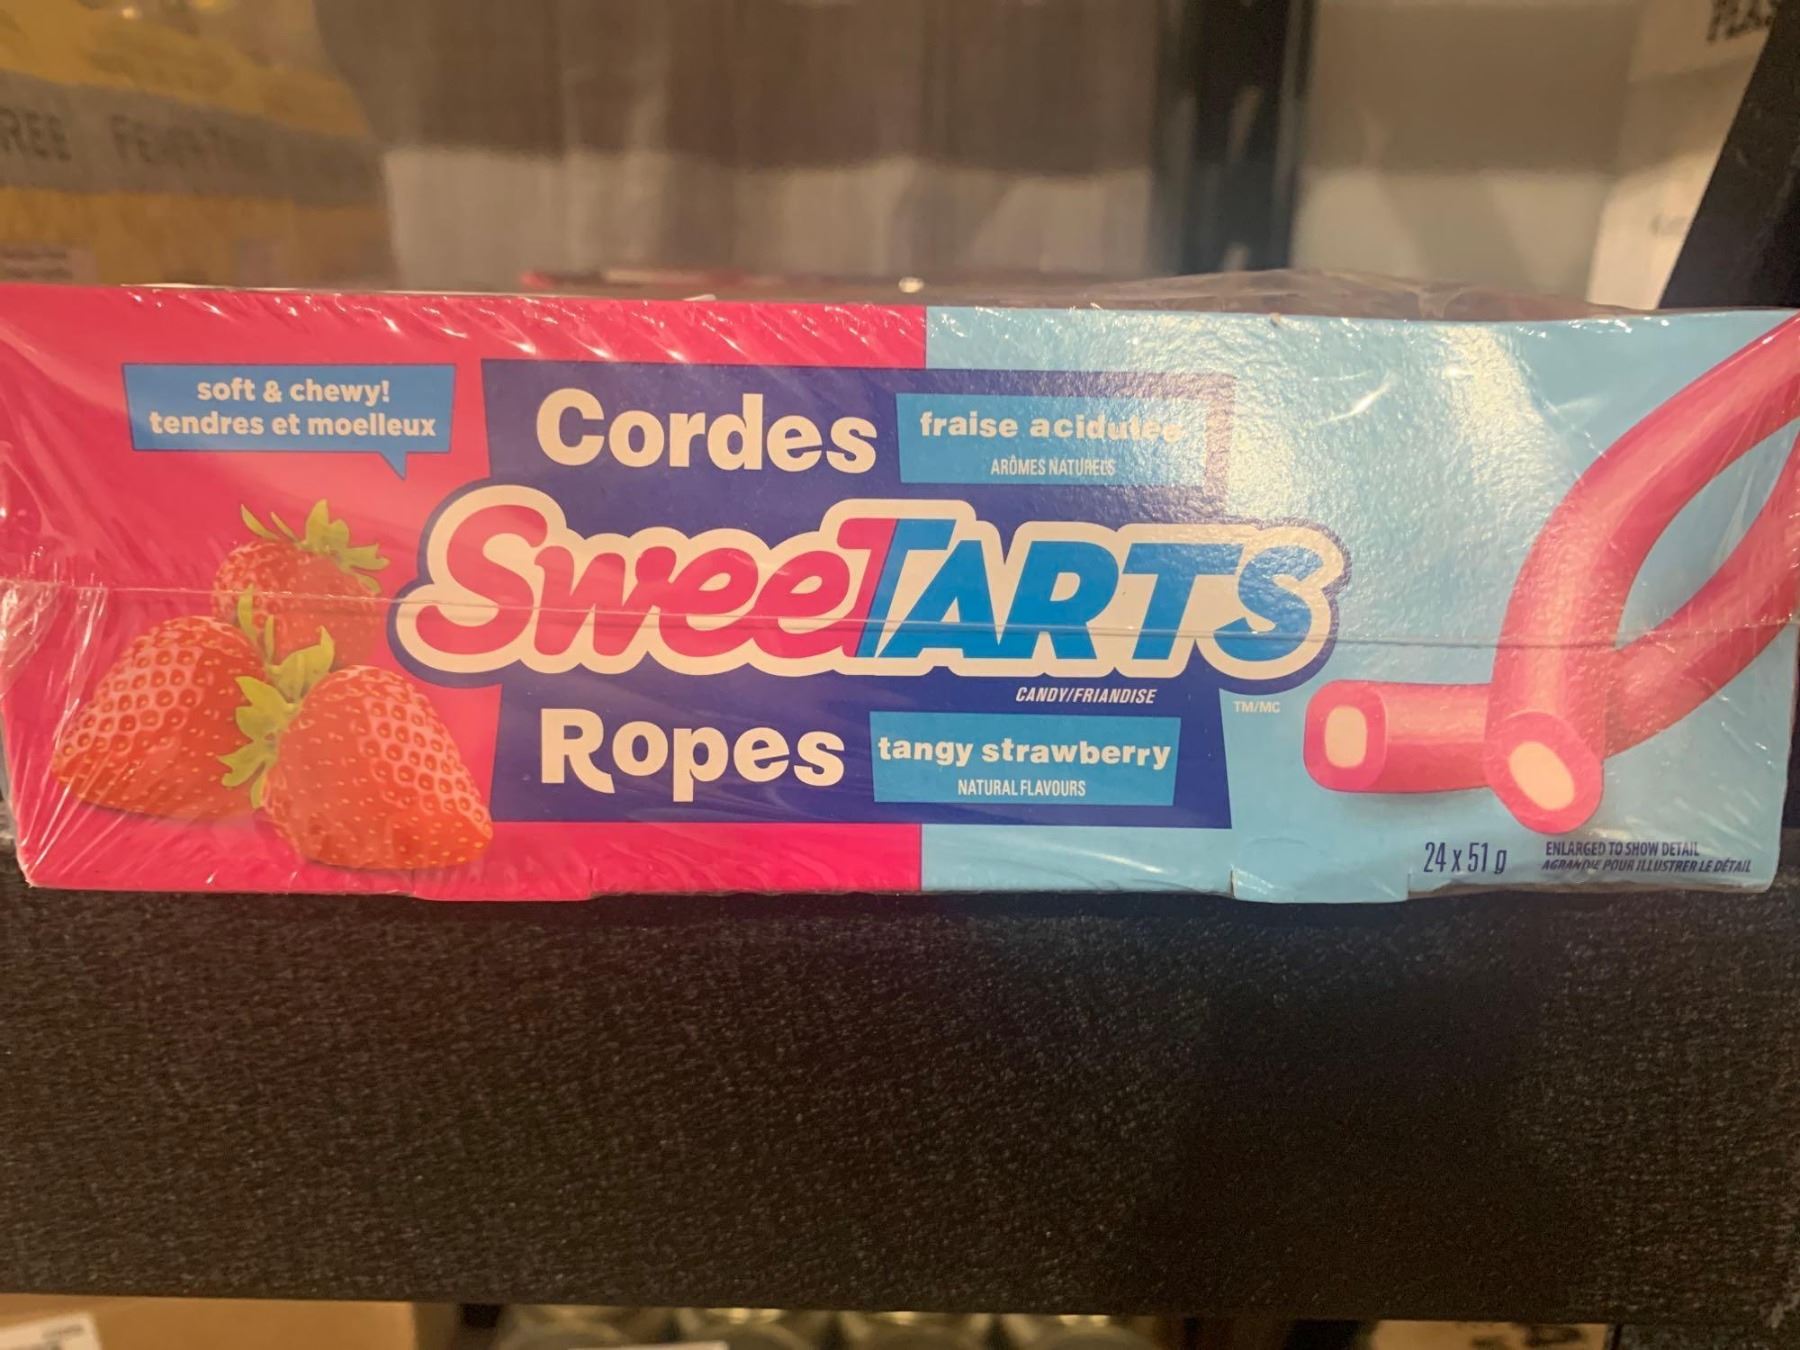 soft & chewy!
tendres et moelleux
Cordes
fraise acidulée
ARÔMES NATURELS
SweeTARTS
CANDY/FRIANDISE
TM/MC
Ropes
tangy strawberry
NATURAL FLAVOURS
24 x 51 g
ENLARGED TO SHOW DETAIL
AGRANDIE POUR ILLUSTRER LE DÉTAIL